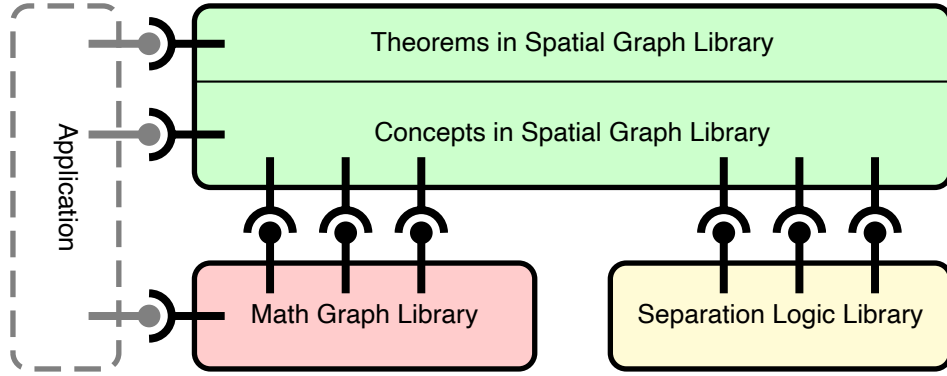 Theorems in Spatial Graph Library
Concepts in Spatial Graph Library
Application
Math Graph Library
Separation Logic Library